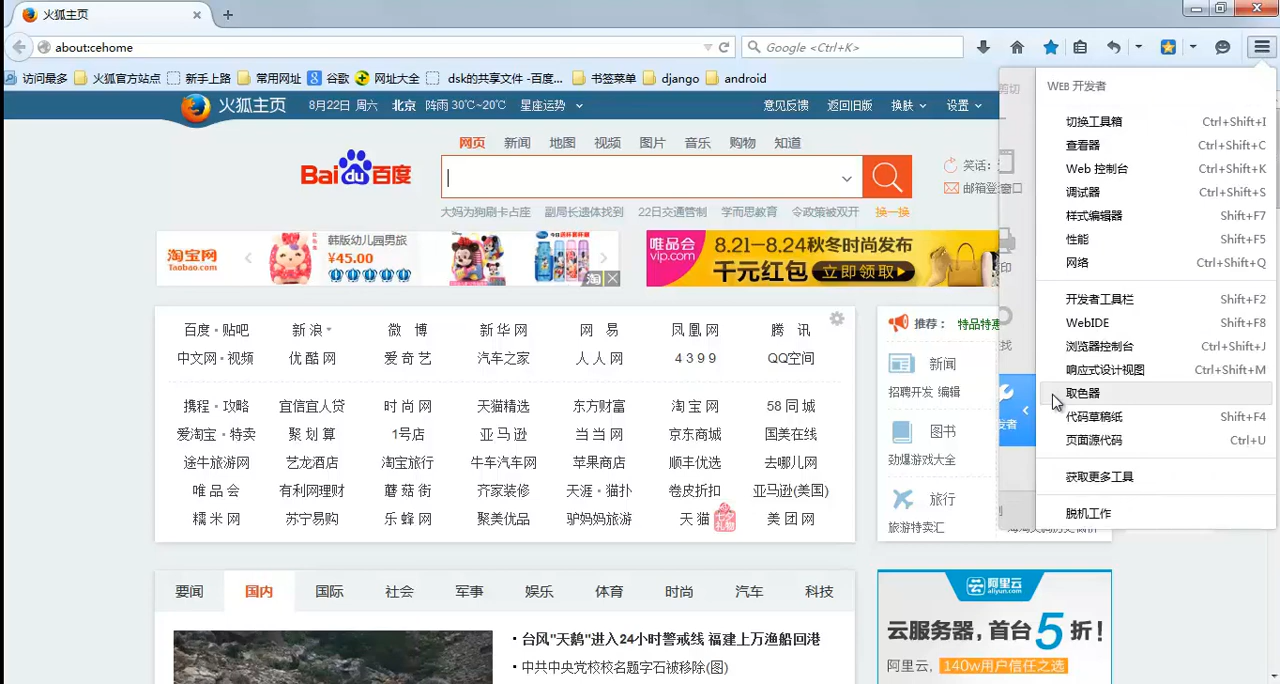 火狐主页
about:cehome
Google <Ctrl+K>
访问最多 火狐官方站点 新手上路 常用网址 谷歌 网址大全 dsk的共享文件 -百度... 书签菜单 django android
火狐主页 8月22日 周六 北京 阵雨 30℃~20℃ 星座运势 意见反馈 返回旧版 换肤 设置
网页 新闻 地图 视频 图片 音乐 购物 知道
Bai du 百度
笑话:
大妈为狗刷卡占座 副局长遗体找到 22日交通管制 学而思教育 令政策被双开 换一换
淘宝网 Taobao.com 韩版幼儿园男旅 ¥45.00 淘
唯品会 vip.com 8.21—8.24秋冬时尚发布
千元红包 立即领取
百度·贴吧 新浪 微 博 新华网 网 易 凤凰网 腾 讯
中文网·视频 优酷网 爱奇艺 汽车之家 人人网 4399 QQ空间
携程·攻略 宜信宜人贷 时尚网 天猫精选 东方财富 淘宝网 58同城
爱淘宝·特卖 聚划算 1号店 亚马逊 当当网 京东商城 国美在线
途牛旅游网 艺龙酒店 淘宝旅行 牛车汽车网 苹果商店 顺丰优选 去哪儿网
唯品会 有利网理财 蘑菇街 齐家装修 天涯·猫扑 卷皮折扣 亚马逊(美国)
糯米网 苏宁易购 乐蜂网 聚美优品 驴妈妈旅游 天猫 七夕礼物 美团网
推荐: 特品特惠
新闻
招聘开发 编辑
图书
劲爆游戏大全
旅行
旅游特卖汇
要闻 国内 国际 社会 军事 娱乐 体育 时尚 汽车 科技
台风"天鹅"进入24小时警戒线 福建上万渔船回港
中共中央党校校名题字石被移除(图)
阿里云 aliyun.com
云服务器,首台5折!
阿里云, 140w用户信任之选
剪切
WEB 开发者
切换工具箱 Ctrl+Shift+I
查看器 Ctrl+Shift+C
Web 控制台 Ctrl+Shift+K
调试器 Ctrl+Shift+S
样式编辑器 Shift+F7
性能 Shift+F5
网络 Ctrl+Shift+Q
开发者工具栏 Shift+F2
WebIDE Shift+F8
浏览器控制台 Ctrl+Shift+J
响应式设计视图 Ctrl+Shift+M
取色器
代码草稿纸 Shift+F4
页面源代码 Ctrl+U
获取更多工具
脱机工作